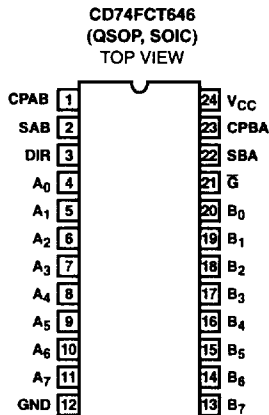 CD74FCT646
(QSOP, SOIC)
TOP VIEW
CPAB 1 24 VCC
SAB 2 23 CPBA
DIR 3 22 SBA
A0 4 21 G̅
A1 5 20 B0
A2 6 19 B1
A3 7 18 B2
A4 8 17 B3
A5 9 16 B4
A6 10 15 B5
A7 11 14 B6
GND 12 13 B7